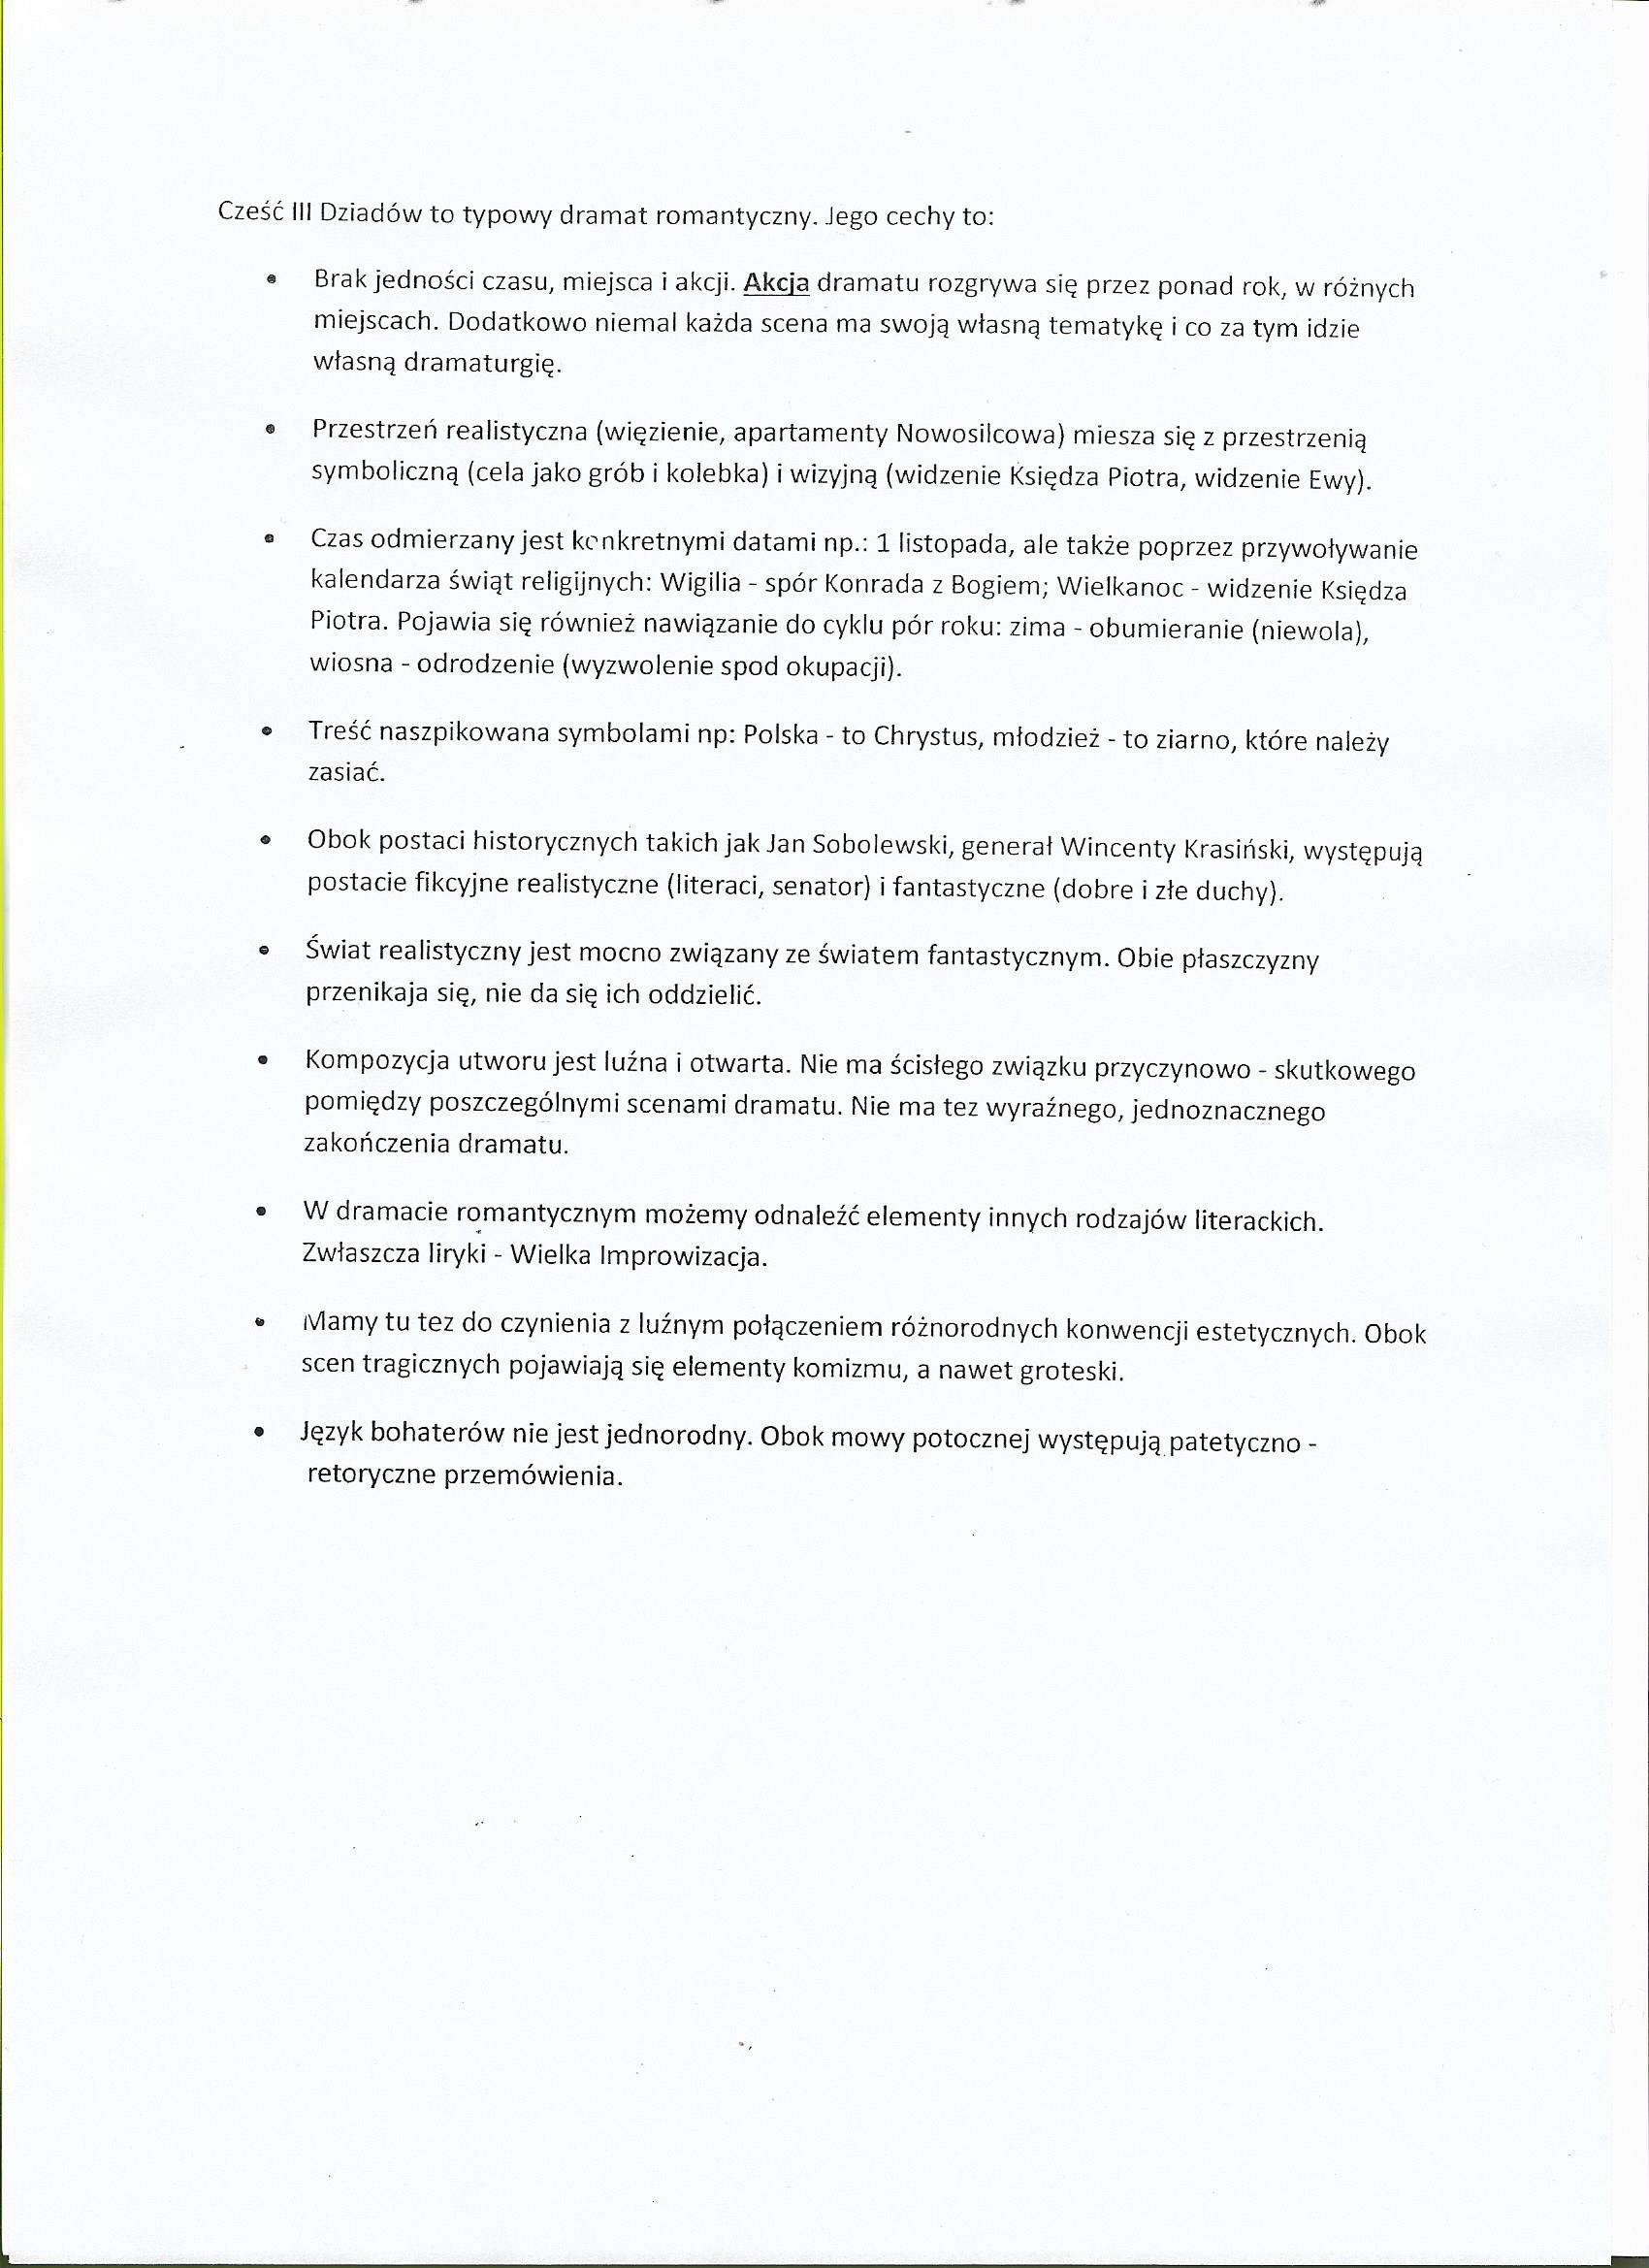 Cześć III Dziadów to typowy dramat romantyczny. Jego cechy to:
• Brak jedności czasu, miejsca i akcji. Akcja dramatu rozgrywa się przez ponad rok, w różnych
miejscach. Dodatkowo niemal każda scena ma swoją własną tematykę i co za tym idzie
własną dramaturgię.
• Przestrzeń realistyczna (więzienie, apartamenty Nowosilcowa) miesza się z przestrzenią
symboliczną (cela jako grób i kolebka) i wizyjną (widzenie Księdza Piotra, widzenie Ewy).
• Czas odmierzany jest konkretnymi datami np.: 1 listopada, ale także poprzez przywoływanie
kalendarza świąt religijnych: Wigilia - spór Konrada z Bogiem; Wielkanoc - widzenie Księdza
Piotra. Pojawia się również nawiązanie do cyklu pór roku: zima - obumieranie (niewola),
wiosna - odrodzenie (wyzwolenie spod okupacji).
• Treść naszpikowana symbolami np: Polska - to Chrystus, młodzież - to ziarno, które należy
zasiać.
• Obok postaci historycznych takich jak Jan Sobolewski, generał Wincenty Krasiński, występują
postacie fikcyjne realistyczne (literaci, senator) i fantastyczne (dobre i złe duchy).
• Świat realistyczny jest mocno związany ze światem fantastycznym. Obie płaszczyzny
przenikaja się, nie da się ich oddzielić.
• Kompozycja utworu jest luźna i otwarta. Nie ma ścisłego związku przyczynowo - skutkowego
pomiędzy poszczególnymi scenami dramatu. Nie ma tez wyraźnego, jednoznacznego
zakończenia dramatu.
• W dramacie romantycznym możemy odnaleźć elementy innych rodzajów literackich.
Zwłaszcza liryki - Wielka Improwizacja.
• Mamy tu tez do czynienia z luźnym połączeniem różnorodnych konwencji estetycznych. Obok
scen tragicznych pojawiają się elementy komizmu, a nawet groteski.
• Język bohaterów nie jest jednorodny. Obok mowy potocznej występują patetyczno -
retoryczne przemówienia.